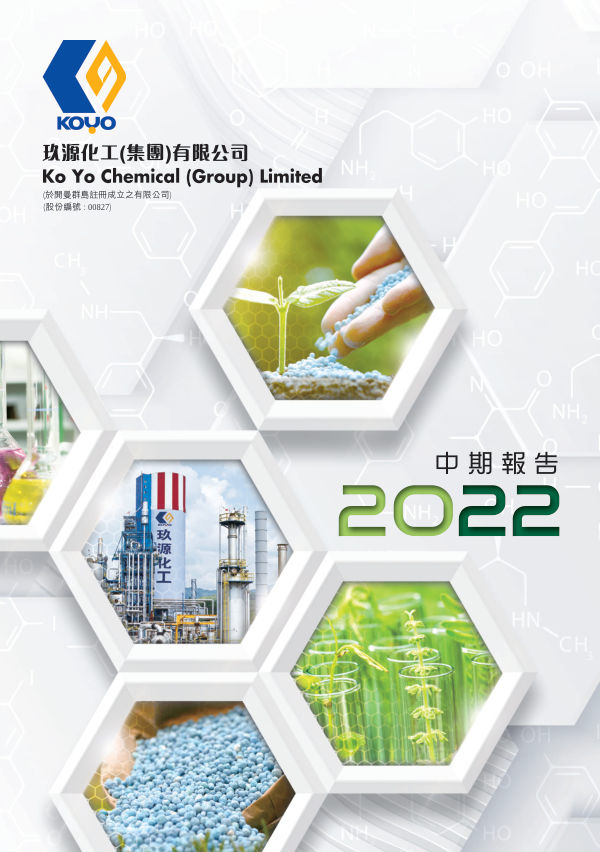 KOYO
玖源化工(集團)有限公司
Ko Yo Chemical (Group) Limited
(於開曼群島註冊成立之有限公司)
(股份編號 : 00827)
中期報告
2022
玖源化工